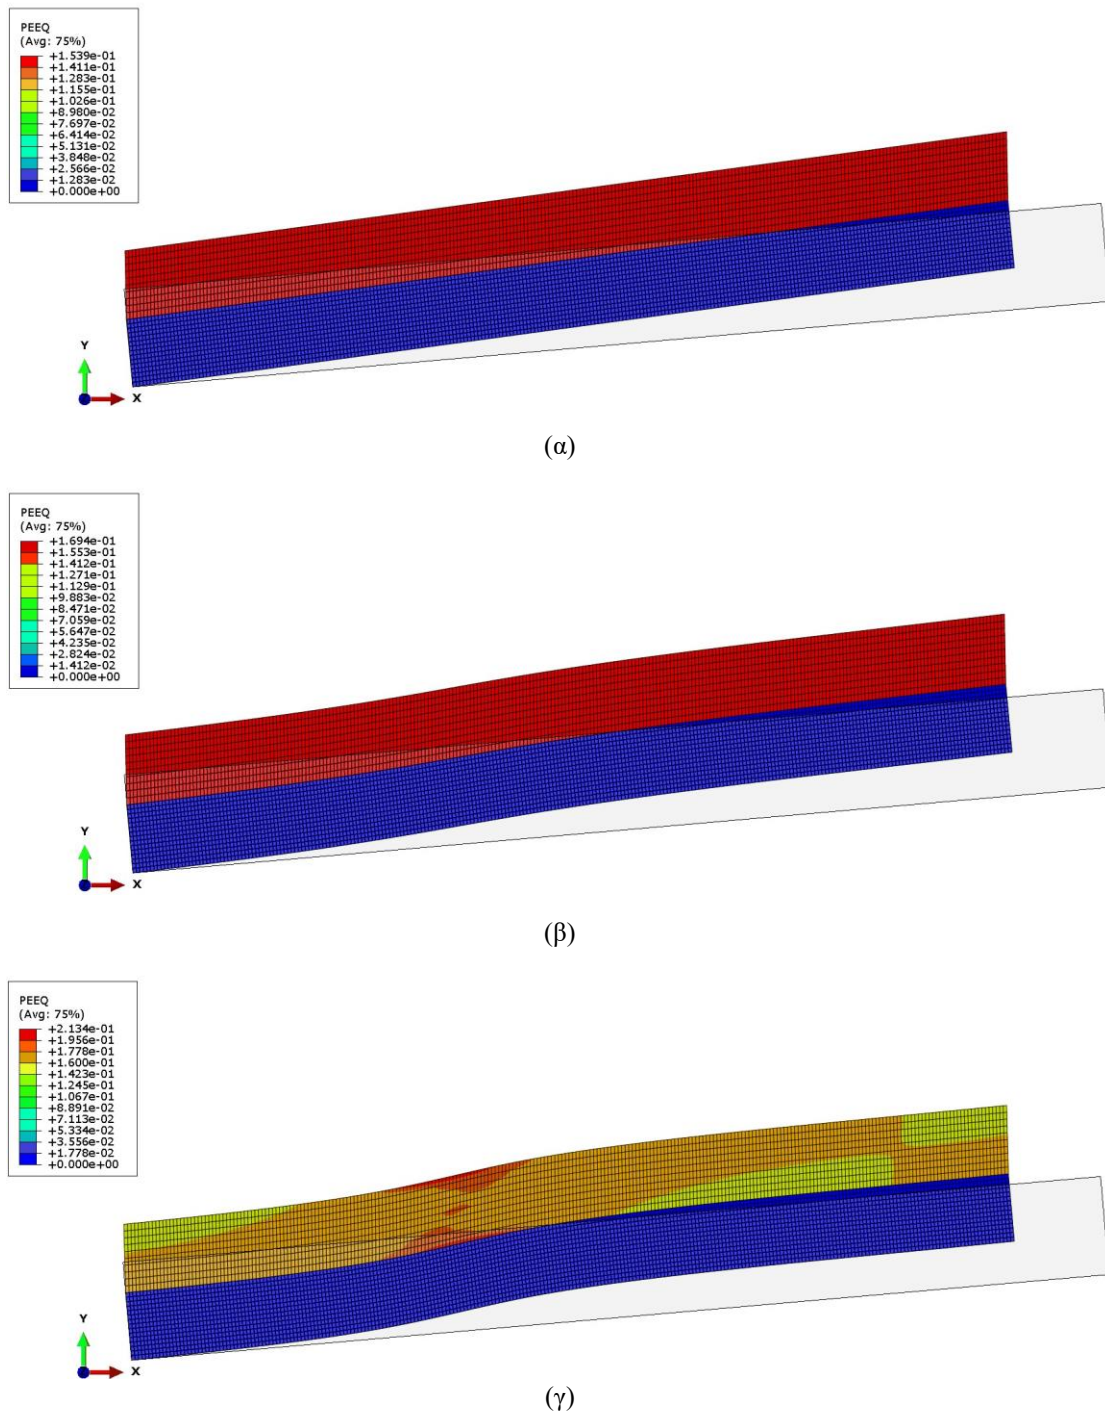 PEEQ
(Avg: 75%)
+1.539e-01
+1.411e-01
+1.283e-01
+1.155e-01
+1.026e-01
+8.980e-02
+7.697e-02
+6.414e-02
+5.131e-02
+3.848e-02
+2.566e-02
+1.283e-02
+0.000e+00
Y
X
(α)
PEEQ
(Avg: 75%)
+1.694e-01
+1.553e-01
+1.412e-01
+1.271e-01
+1.129e-01
+9.883e-02
+8.471e-02
+7.059e-02
+5.647e-02
+4.235e-02
+2.824e-02
+1.412e-02
+0.000e+00
Y
X
(β)
PEEQ
(Avg: 75%)
+2.134e-01
+1.956e-01
+1.778e-01
+1.600e-01
+1.423e-01
+1.245e-01
+1.067e-01
+8.891e-02
+7.113e-02
+5.334e-02
+3.556e-02
+1.778e-02
+0.000e+00
Y
X
(γ)